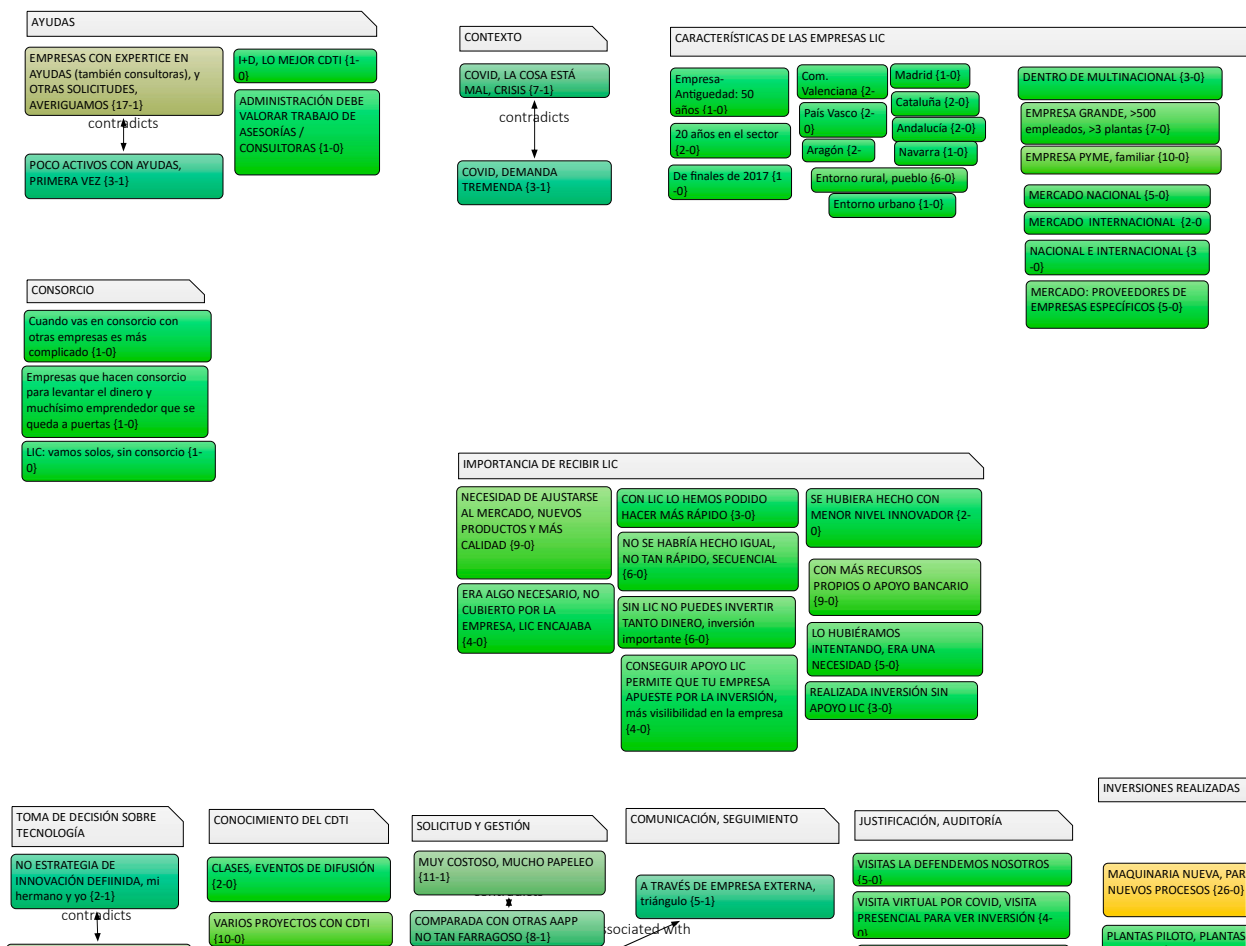 AYUDAS
EMPRESAS CON EXPERTICE EN
AYUDAS (también consultoras), y
OTRAS SOLICITUDES,
AVERIGUAMOS {17-1}
contradicts
POCO ACTIVOS CON AYUDAS,
PRIMERA VEZ {3-1}
I+D, LO MEJOR CDTI {1-
0}
ADMINISTRACIÓN DEBE
VALORAR TRABAJO DE
ASESORÍAS /
CONSULTORAS {1-0}
CONTEXTO
COVID, LA COSA ESTÁ
MAL, CRISIS {7-1}
contradicts
COVID, DEMANDA
TREMENDA {3-1}
CARACTERÍSTICAS DE LAS EMPRESAS LIC
Empresa-
Antiguedad: 50
años {1-0}
20 años en el sector
{2-0}
De finales de 2017 {1
-0}
Com.
Valenciana {2-
País Vasco {2-
0}
Aragón {2-
Madrid {1-0}
Cataluña {2-0}
Andalucía {2-0}
Navarra {1-0}
Entorno rural, pueblo {6-0}
Entorno urbano {1-0}
DENTRO DE MULTINACIONAL {3-0}
EMPRESA GRANDE, >500
empleados, >3 plantas {7-0}
EMPRESA PYME, familiar {10-0}
MERCADO NACIONAL {5-0}
MERCADO INTERNACIONAL {2-0
NACIONAL E INTERNACIONAL {3
-0}
MERCADO: PROVEEDORES DE
EMPRESAS ESPECÍFICOS {5-0}
CONSORCIO
Cuando vas en consorcio con
otras empresas es más
complicado {1-0}
Empresas que hacen consorcio
para levantar el dinero y
muchísimo emprendedor que se
queda a puertas {1-0}
LIC: vamos solos, sin consorcio {1-
0}
IMPORTANCIA DE RECIBIR LIC
NECESIDAD DE AJUSTARSE
AL MERCADO, NUEVOS
PRODUCTOS Y MÁS
CALIDAD {9-0}
ERA ALGO NECESARIO, NO
CUBIERTO POR LA
EMPRESA, LIC ENCAJABA
{4-0}
CON LIC LO HEMOS PODIDO
HACER MÁS RÁPIDO {3-0}
NO SE HABRÍA HECHO IGUAL,
NO TAN RÁPIDO, SECUENCIAL
{6-0}
SIN LIC NO PUEDES INVERTIR
TANTO DINERO, inversión
importante {6-0}
CONSEGUIR APOYO LIC
PERMITE QUE TU EMPRESA
APUESTE POR LA INVERSIÓN,
más visilibilidad en la empresa
{4-0}
SE HUBIERA HECHO CON
MENOR NIVEL INNOVADOR {2-
0}
CON MÁS RECURSOS
PROPIOS O APOYO BANCARIO
{9-0}
LO HUBIÉRAMOS
INTENTANDO, ERA UNA
NECESIDAD {5-0}
REALIZADA INVERSIÓN SIN
APOYO LIC {3-0}
TOMA DE DECISIÓN SOBRE
TECNOLOGÍA
NO ESTRATEGIA DE
INNOVACIÓN DEFIINIDA, mi
hermano y yo {2-1}
contradicts
CONOCIMIENTO DEL CDTI
CLASES, EVENTOS DE DIFUSIÓN
{2-0}
VARIOS PROYECTOS CON CDTI
{10-0}
SOLICITUD Y GESTIÓN
MUY COSTOSO, MUCHO PAPELEO
{11-1}
COMPARADA CON OTRAS AAPP
NO TAN FARRAGOSO {8-1}
COMUNICACIÓN, SEGUIMIENTO
A TRAVÉS DE EMPRESA EXTERNA,
triángulo {5-1}
ssociated with
JUSTIFICACIÓN, AUDITORÍA
VISITAS LA DEFENDEMOS NOSOTROS
{5-0}
VISITA VIRTUAL POR COVID, VISITA
PRESENCIAL PARA VER INVERSIÓN {4-
INVERSIONES REALIZADAS
MAQUINARIA NUEVA, PAR
NUEVOS PROCESOS {26-0}
PLANTAS PILOTO, PLANTAS